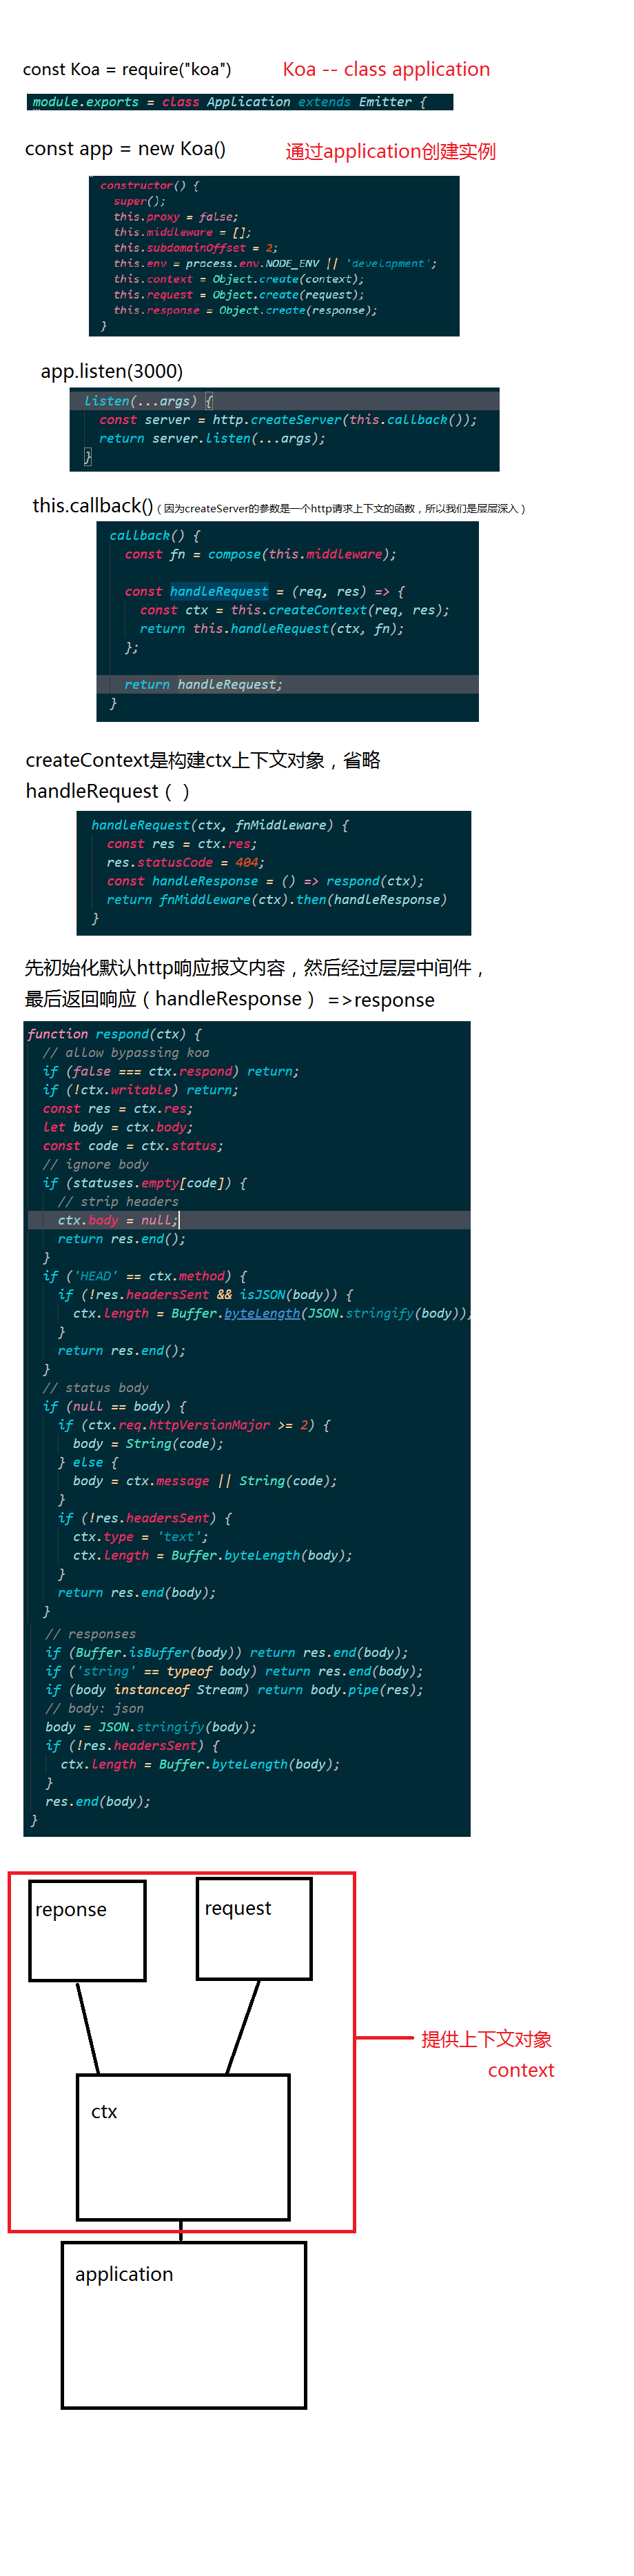 const Koa = require("koa")
Koa -- class application
module.exports = class Application extends Emitter {
const app = new Koa()
通过application创建实例
constructor() {
super();
this.proxy = false;
this.middleware = [];
this.subdomainOffset = 2;
this.env = process.env.NODE_ENV || 'development';
this.context = Object.create(context);
this.request = Object.create(request);
this.response = Object.create(response);
}
app.listen(3000)
listen(...args) {
const server = http.createServer(this.callback());
return server.listen(...args);
}
this.callback()（因为createServer的参数是一个http请求上下文的函数，所以我们是层层深入）
callback() {
const fn = compose(this.middleware);
const handleRequest = (req, res) => {
const ctx = this.createContext(req, res);
return this.handleRequest(ctx, fn);
};
return handleRequest;
}
createContext是构建ctx上下文对象，省略
handleRequest（ ）
handleRequest(ctx, fnMiddleware) {
const res = ctx.res;
res.statusCode = 404;
const handleResponse = () => respond(ctx);
return fnMiddleware(ctx).then(handleResponse)
}
先初始化默认http响应报文内容，然后经过层层中间件，
最后返回响应（handleResponse） =>response
function respond(ctx) {
// allow bypassing koa
if (false === ctx.respond) return;
if (!ctx.writable) return;
const res = ctx.res;
let body = ctx.body;
const code = ctx.status;
// ignore body
if (statuses.empty[code]) {
// strip headers
ctx.body = null;
return res.end();
}
if ('HEAD' == ctx.method) {
if (!res.headersSent && isJSON(body)) {
ctx.length = Buffer.byteLength(JSON.stringify(body));
}
return res.end();
}
// status body
if (null == body) {
if (ctx.req.httpVersionMajor >= 2) {
body = String(code);
} else {
body = ctx.message || String(code);
}
if (!res.headersSent) {
ctx.type = 'text';
ctx.length = Buffer.byteLength(body);
}
return res.end(body);
}
// responses
if (Buffer.isBuffer(body)) return res.end(body);
if ('string' == typeof body) return res.end(body);
if (body instanceof Stream) return body.pipe(res);
// body: json
body = JSON.stringify(body);
if (!res.headersSent) {
ctx.length = Buffer.byteLength(body);
}
res.end(body);
}
reponse
request
提供上下文对象
context
ctx
application